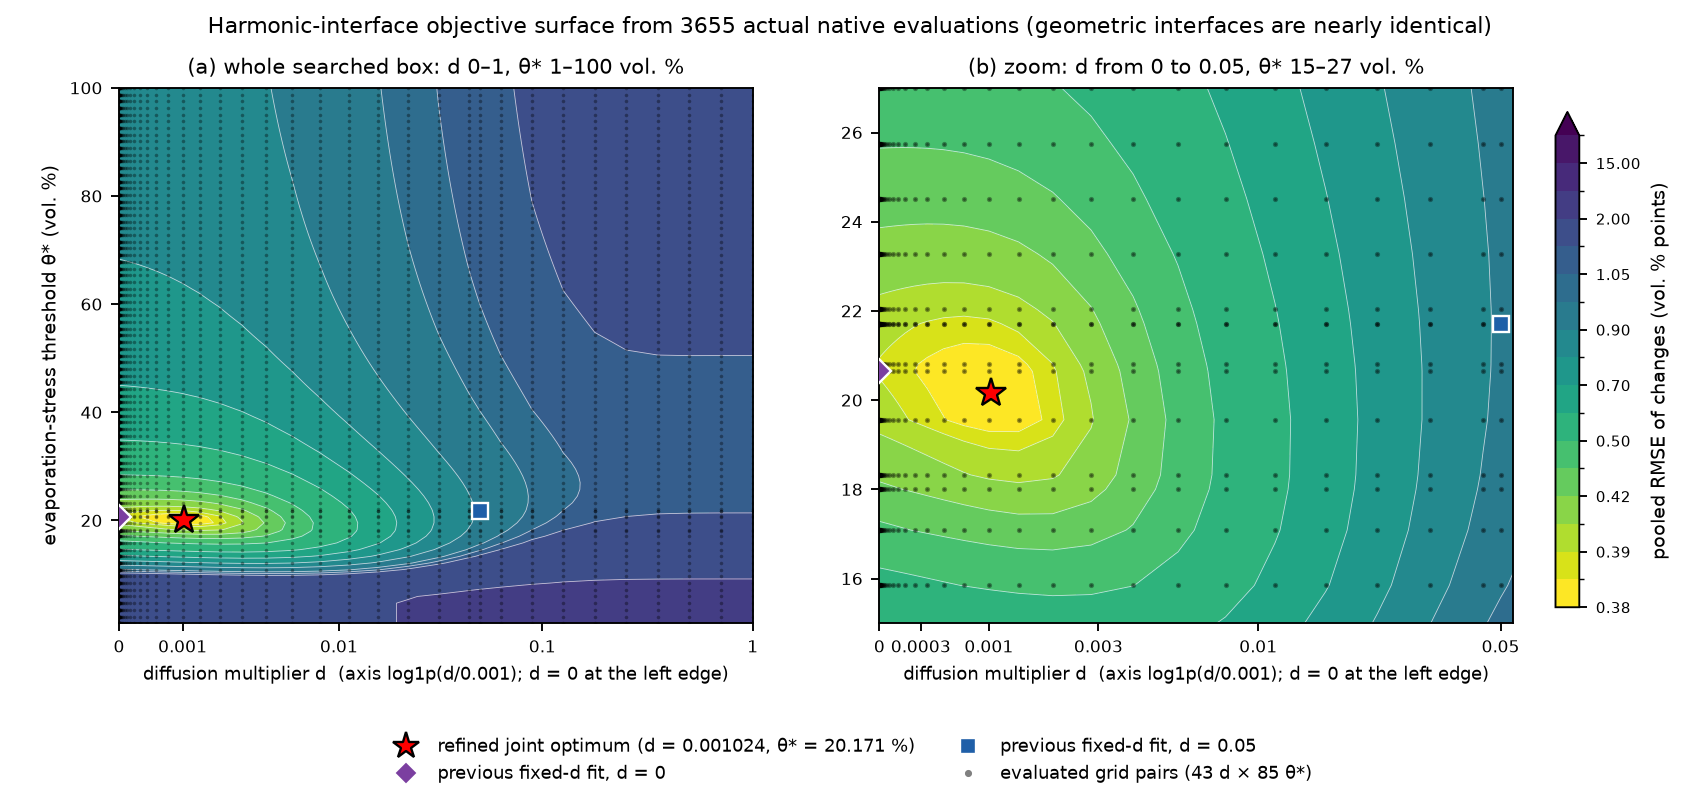 Harmonic-interface objective surface from 3655 actual native evaluations (geometric interfaces are nearly identical)
(a) whole searched box: d 0–1, θ* 1–100 vol. %
evaporation-stress threshold θ* (vol. %)
100
80
60
40
20
0
0.001
0.01
0.1
1
diffusion multiplier d (axis log1p(d/0.001); d = 0 at the left edge)
(b) zoom: d from 0 to 0.05, θ* 15–27 vol. %
26
24
22
20
18
16
0
0.0003
0.001
0.003
0.01
0.05
diffusion multiplier d (axis log1p(d/0.001); d = 0 at the left edge)
15.00
2.00
1.05
0.90
0.70
0.50
0.42
0.39
0.38
pooled RMSE of changes (vol. % points)
refined joint optimum (d = 0.001024, θ* = 20.171 %)
previous fixed-d fit, d = 0
previous fixed-d fit, d = 0.05
evaluated grid pairs (43 d × 85 θ*)